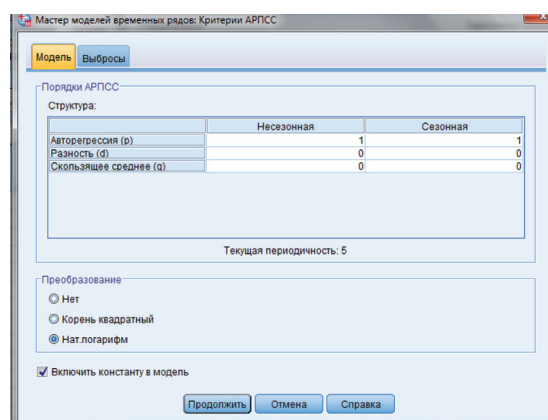 Мастер моделей временных рядов: Критерии АРПСС
Модель Выбросы
Порядки АРПСС
Структура:
Несезонная Сезонная
Авторегрессия (p) 1 1
Разность (d) 0 0
Скользящее среднее (q) 0 0
Текущая периодичность: 5
Преобразование
Нет
Корень квадратный
Нат.логарифм
Включить константу в модель
Продолжить Отмена Справка